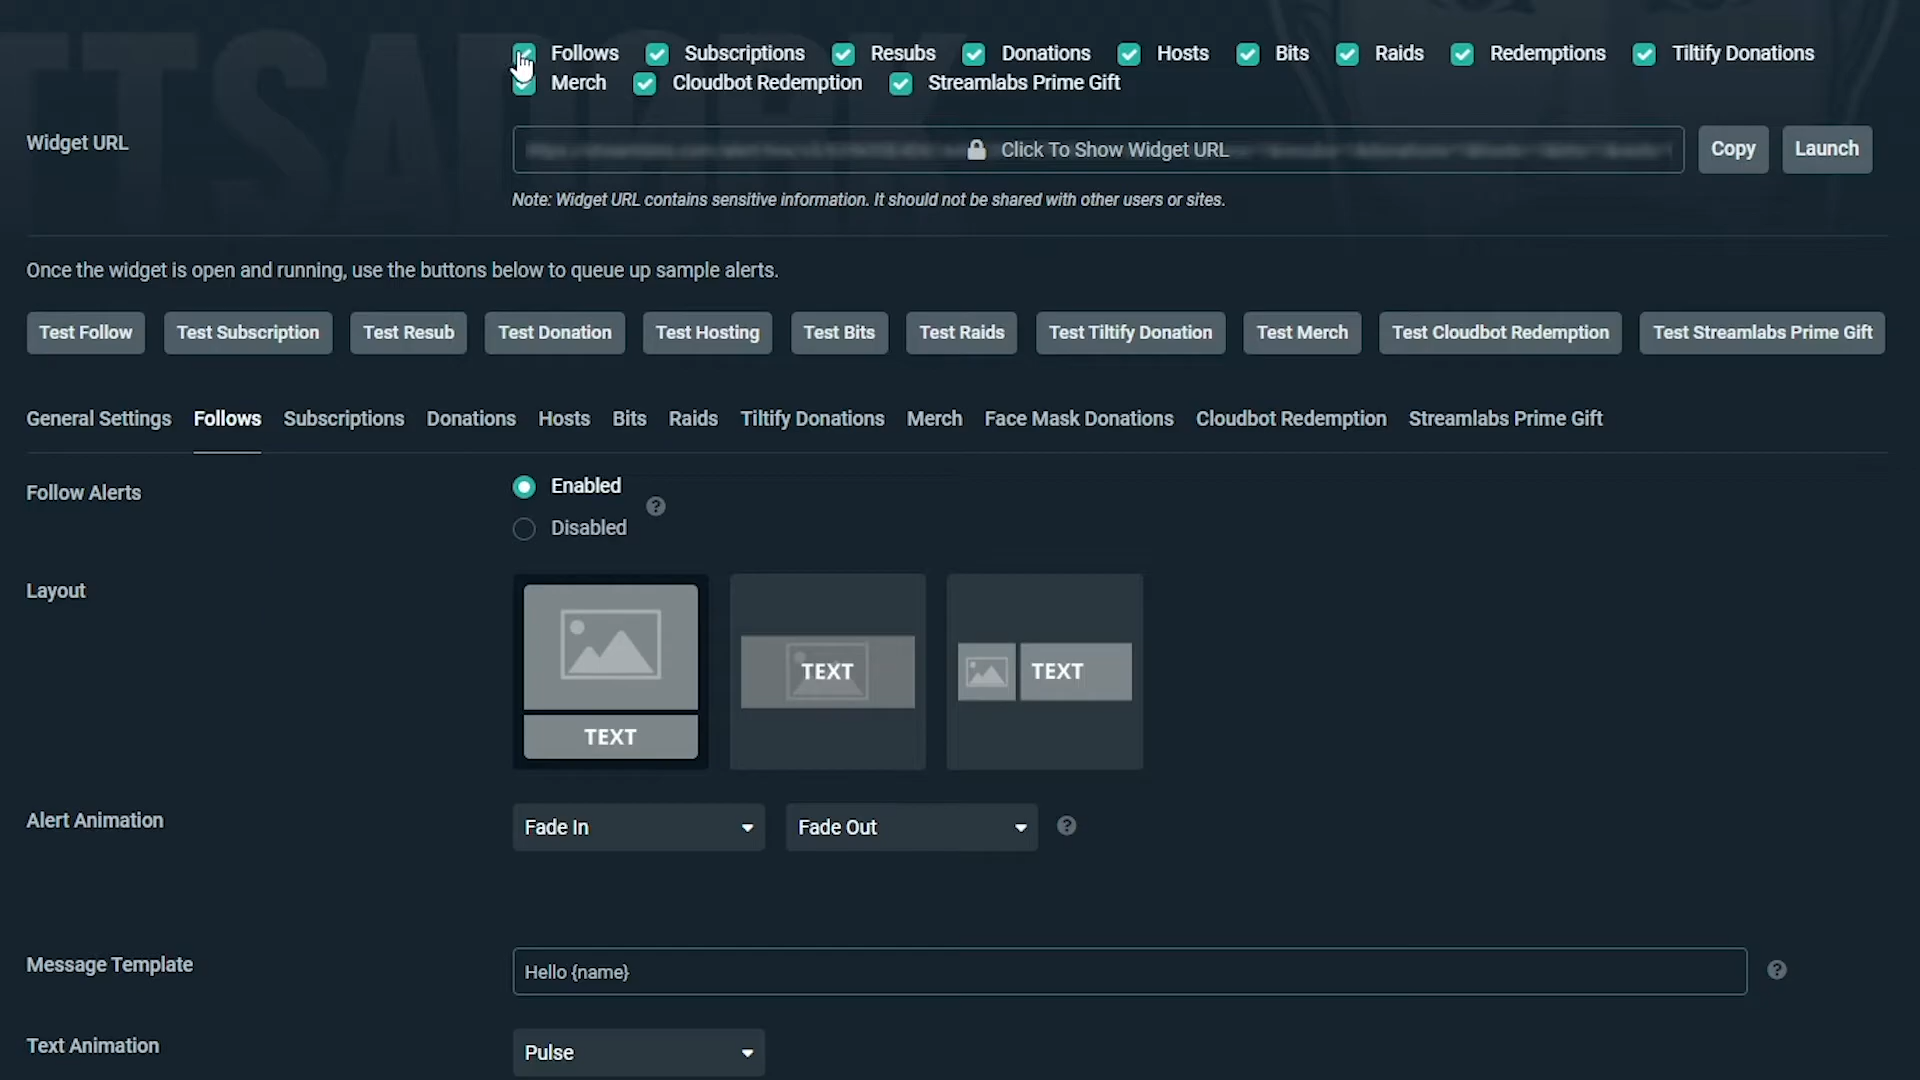 Follows Subscriptions Resubs Donations Hosts Bits Raids Redemptions Tiltify Donations
Merch Cloudbot Redemption Streamlabs Prime Gift
Widget URL
Click To Show Widget URL
Copy Launch
Note: Widget URL contains sensitive information. It should not be shared with other users or sites.
Once the widget is open and running, use the buttons below to queue up sample alerts.
Test Follow Test Subscription Test Resub Test Donation Test Hosting Test Bits Test Raids Test Tiltify Donation Test Merch Test Cloudbot Redemption Test Streamlabs Prime Gift
General Settings Follows Subscriptions Donations Hosts Bits Raids Tiltify Donations Merch Face Mask Donations Cloudbot Redemption Streamlabs Prime Gift
Follow Alerts
Enabled
Disabled
Layout
TEXT
TEXT
TEXT
Alert Animation
Fade In Fade Out
Message Template
Hello {name}
Text Animation
Pulse